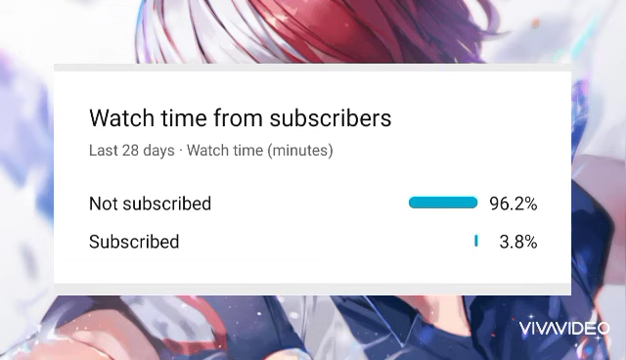 Watch time from subscribers
Last 28 days · Watch time (minutes)
Not subscribed 96.2%
Subscribed 3.8%
VIVAVIDEO